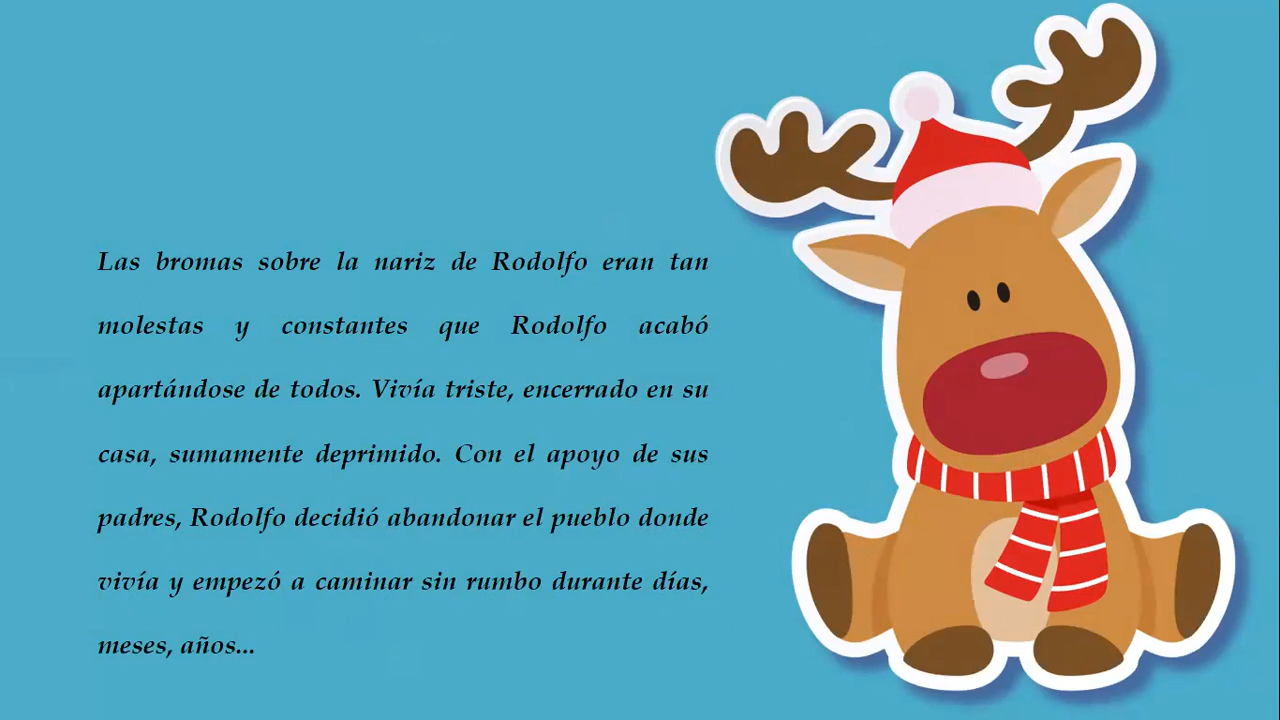 Las bromas sobre la nariz de Rodolfo eran tan
molestas y constantes que Rodolfo acabó
apartándose de todos. Vivía triste, encerrado en su
casa, sumamente deprimido. Con el apoyo de sus
padres, Rodolfo decidió abandonar el pueblo donde
vivía y empezó a caminar sin rumbo durante días,
meses, años...